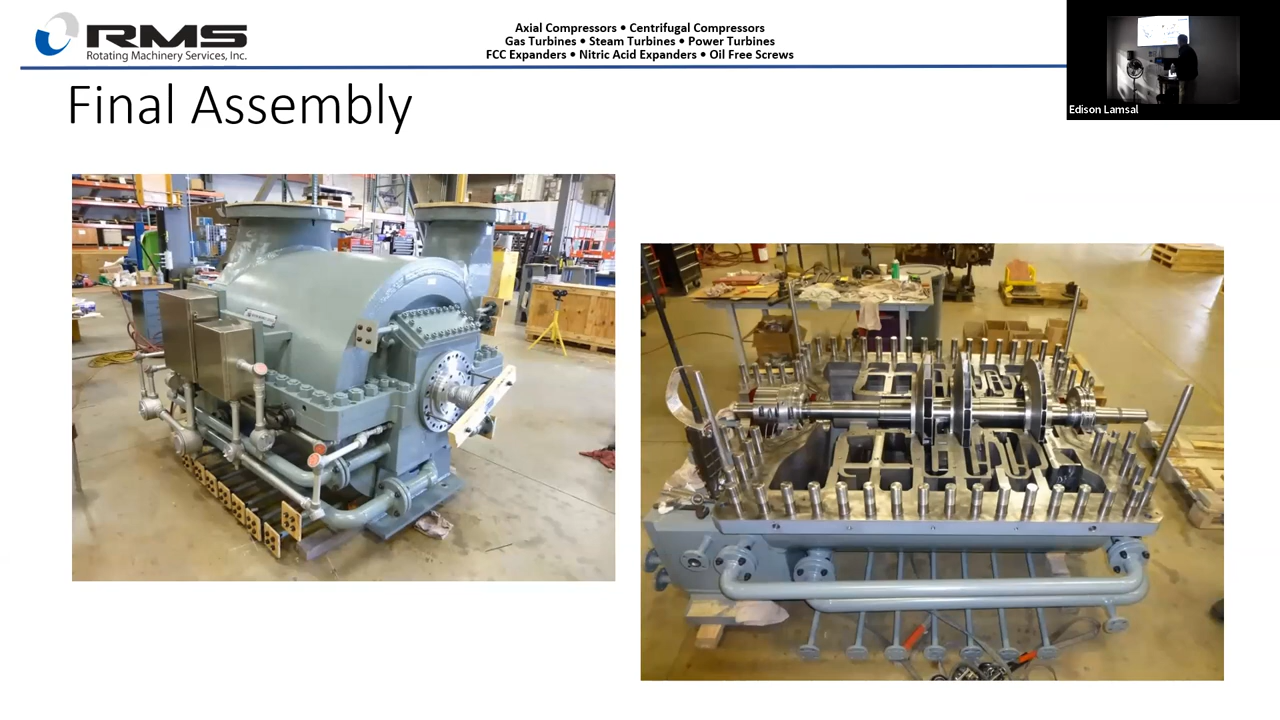 RMS
Rotating Machinery Services, Inc.
Axial Compressors • Centrifugal Compressors
Gas Turbines • Steam Turbines • Power Turbines
FCC Expanders • Nitric Acid Expanders • Oil Free Screws
Edison Lamsal
Final Assembly